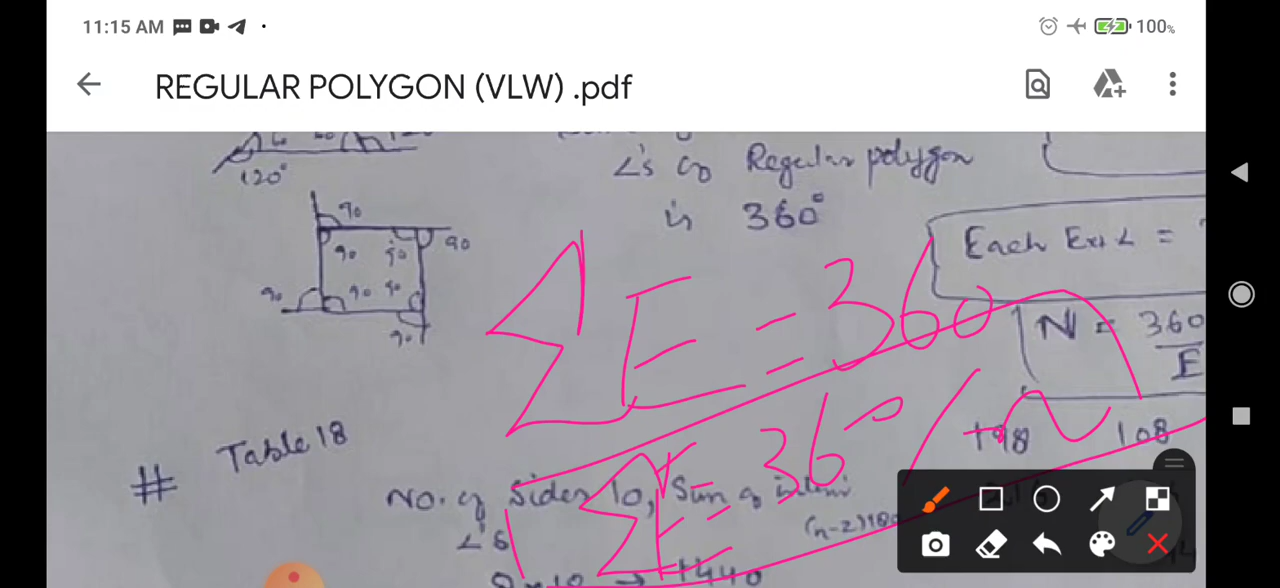 11:15 AM
100%
REGULAR POLYGON (VLW) .pdf
120°
∠'s of Regular polygon
is 360°
90
90
90 90
90 90 90
90
Each Ext ∠ =
N = 360
E
ΣE = 360
ΣE = 360
# Table 18
198 108
No. of Sides 10, Sum of interi
∠'s
(n-2)180
1440